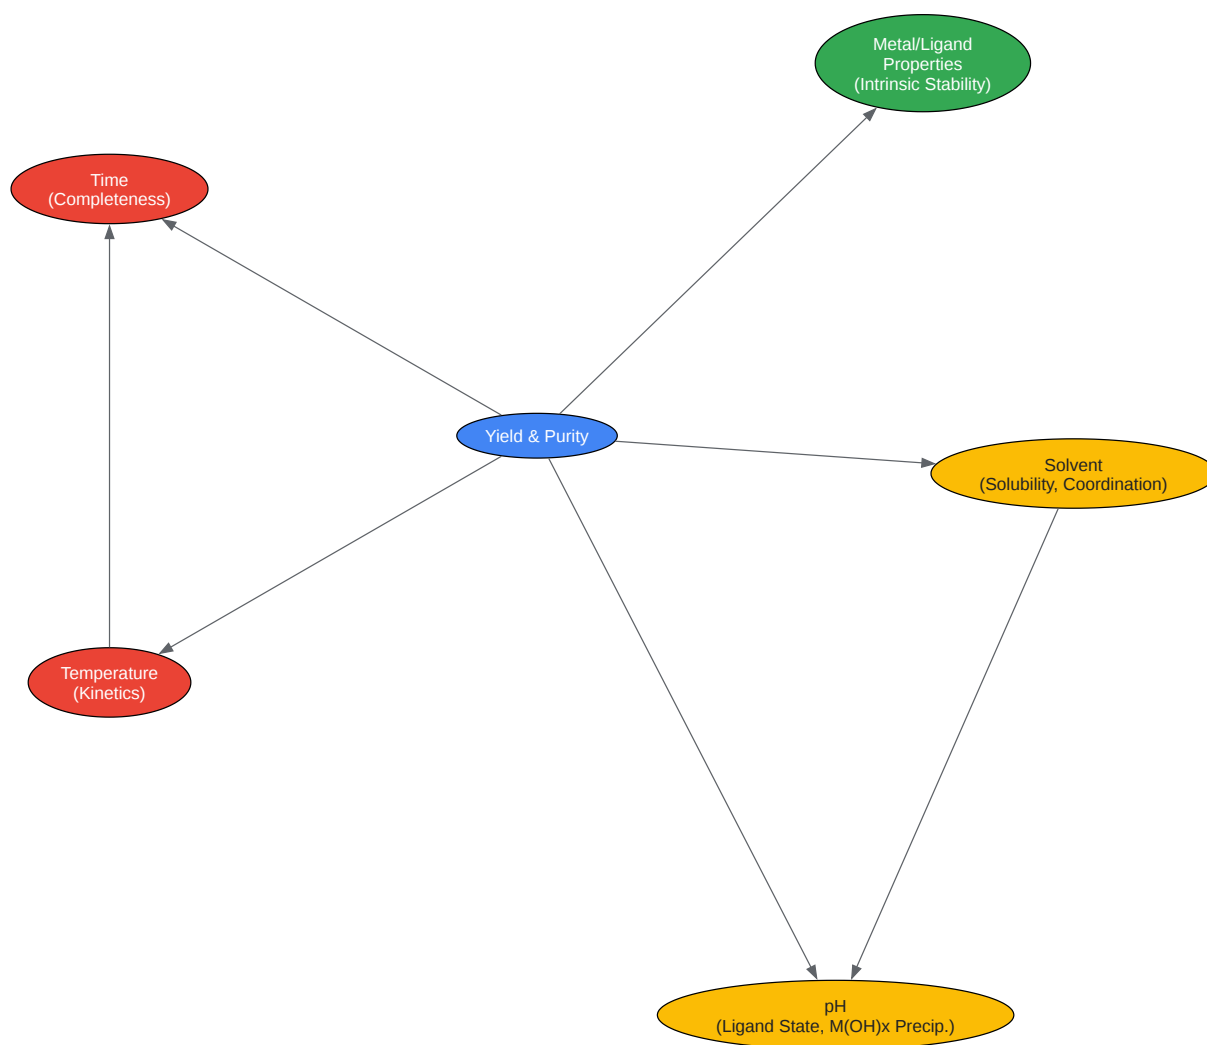 Metal/Ligand
Properties
(Intrinsic Stability)
Time
(Completeness)
Yield & Purity
Solvent
(Solubility, Coordination)
Temperature
(Kinetics)
pH
(Ligand State, M(OH)x Precip.)